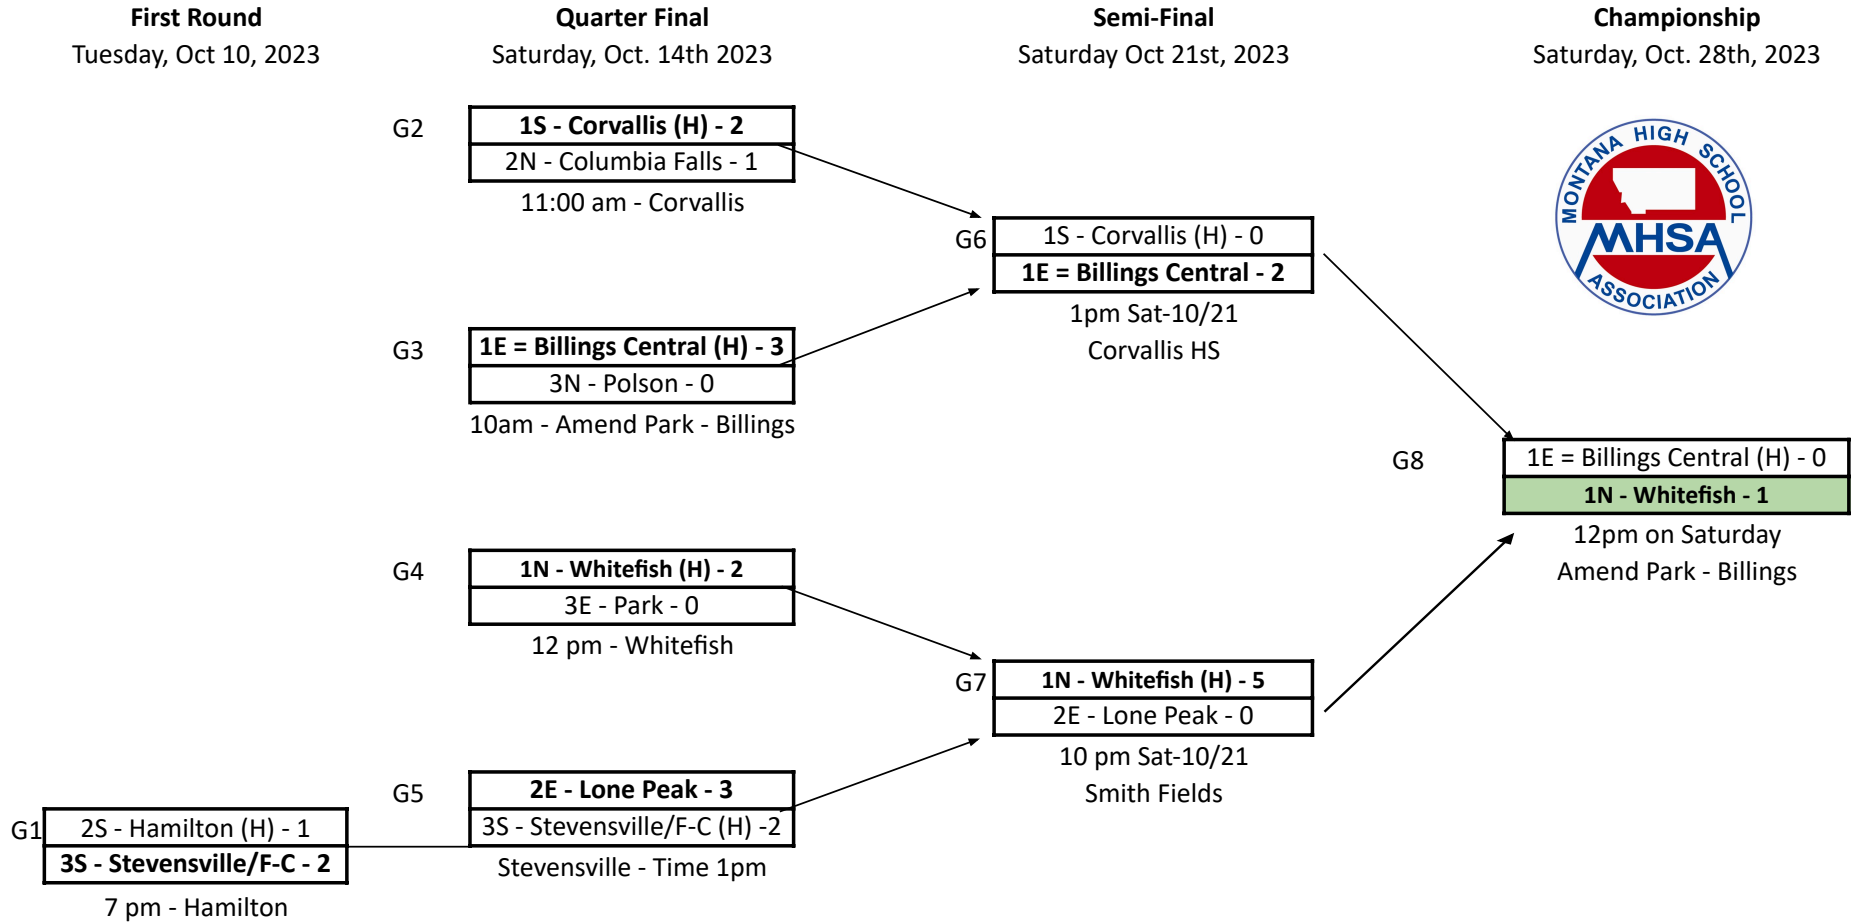 First Round
Tuesday, Oct 10, 2023
Quarter Final
Saturday, Oct. 14th 2023
Semi-Final
Saturday Oct 21st, 2023
Championship
Saturday, Oct. 28th, 2023
G2
1S - Corvallis (H) - 2
2N - Columbia Falls - 1
11:00 am - Corvallis
MONTANA HIGH SCHOOL
MHSA
ASSOCIATION
G6
1S - Corvallis (H) - 0
1E = Billings Central - 2
1pm Sat-10/21
Corvallis HS
G3
1E = Billings Central (H) - 3
3N - Polson - 0
10am - Amend Park - Billings
G8
1E = Billings Central (H) - 0
1N - Whitefish - 1
12pm on Saturday
Amend Park - Billings
G4
1N - Whitefish (H) - 2
3E - Park - 0
12 pm - Whitefish
G7
1N - Whitefish (H) - 5
2E - Lone Peak - 0
10 pm Sat-10/21
Smith Fields
G5
2E - Lone Peak - 3
3S - Stevensville/F-C (H) -2
Stevensville - Time 1pm
G1
2S - Hamilton (H) - 1
3S - Stevensville/F-C - 2
7 pm - Hamilton